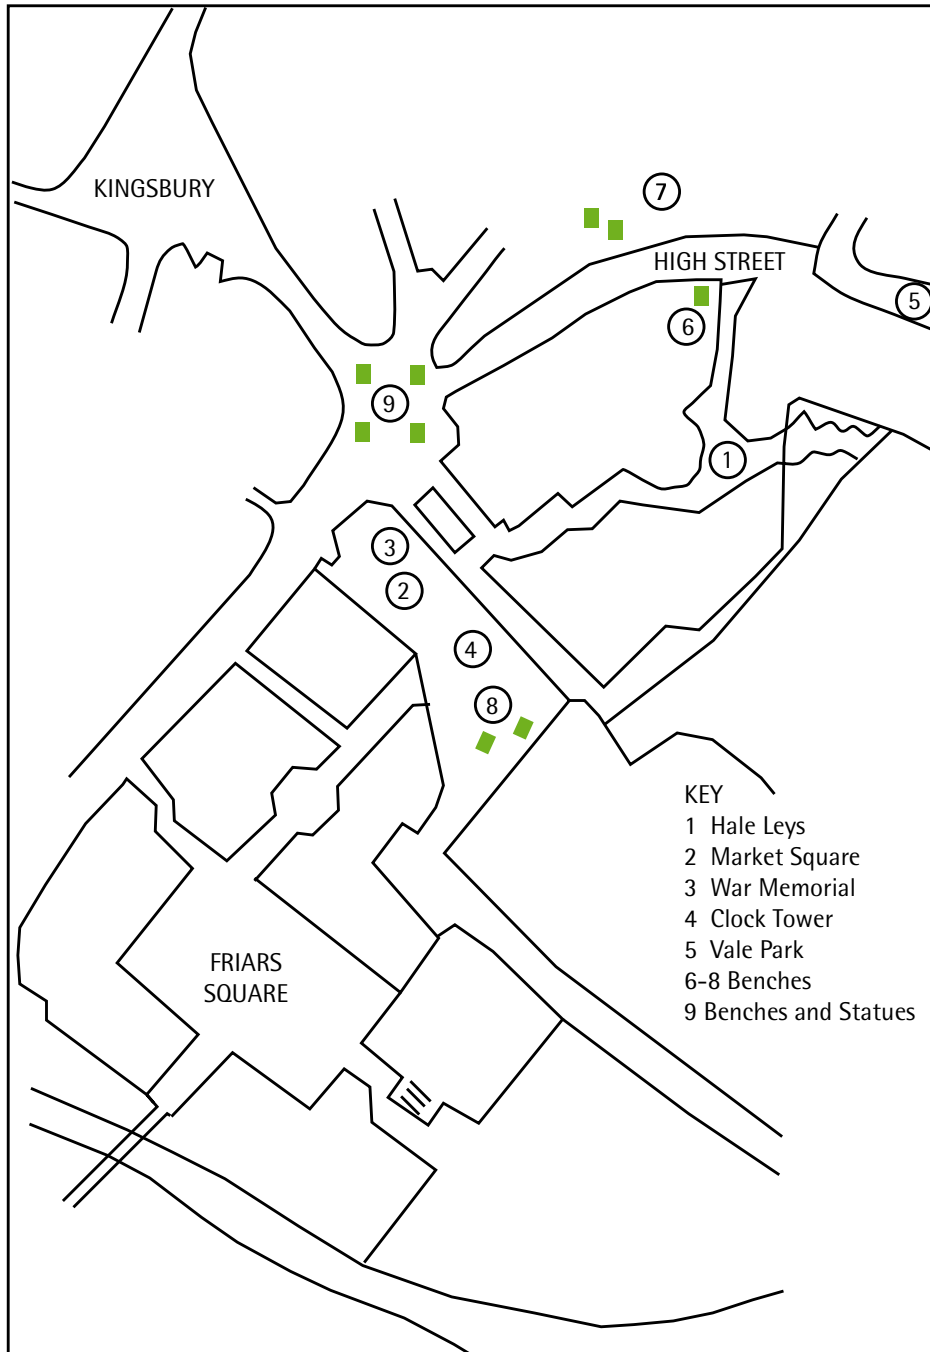 7
KINGSBURY
HIGH STREET
5
6
9
1
3
2
4
8
KEY
1 Hale Leys
2 Market Square
3 War Memorial
4 Clock Tower
5 Vale Park
6-8 Benches
9 Benches and Statues
FRIARS
SQUARE